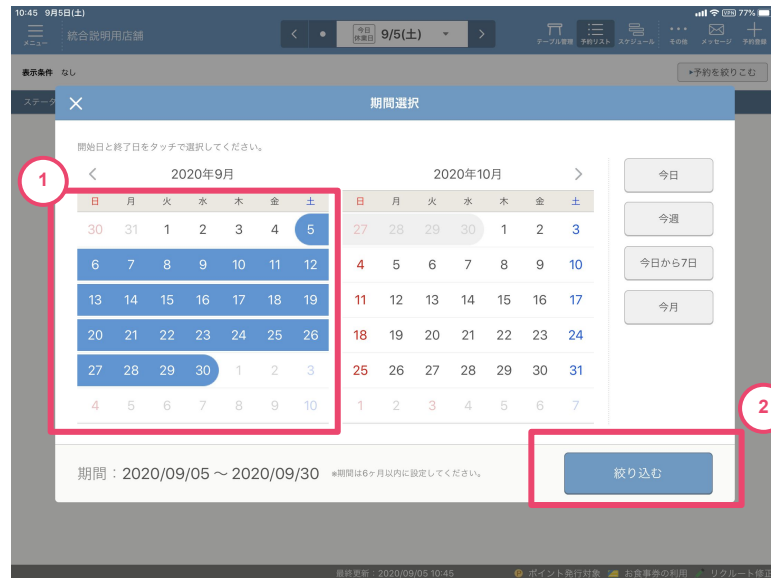 10:45 9月5日(土)
77%
メニュー
統合説明用店舗
今日
休業日
9/5(土)
テーブル管理
予約リスト
スケジュール
その他
メッセージ
予約登録
表示条件 なし
▸予約を絞りこむ
ステータ
期間選択
開始日と終了日をタッチで選択してください。
1
2020年9月
日 月 火 水 木 金 土
30 31 1 2 3 4 5
6 7 8 9 10 11 12
13 14 15 16 17 18 19
20 21 22 23 24 25 26
27 28 29 30 1 2 3
4 5 6 7 8 9 10
2020年10月
日 月 火 水 木 金 土
27 28 29 30 1 2 3
4 5 6 7 8 9 10
11 12 13 14 15 16 17
18 19 20 21 22 23 24
25 26 27 28 29 30 31
1 2 3 4 5 6 7
今日
今週
今日から7日
今月
2
期間：2020/09/05 ～ 2020/09/30 ※期間は6ヶ月以内に設定してください。
絞り込む
最終更新：2020/09/05 10:45
ポイント発行対象
お食事券の利用
リクルート修正